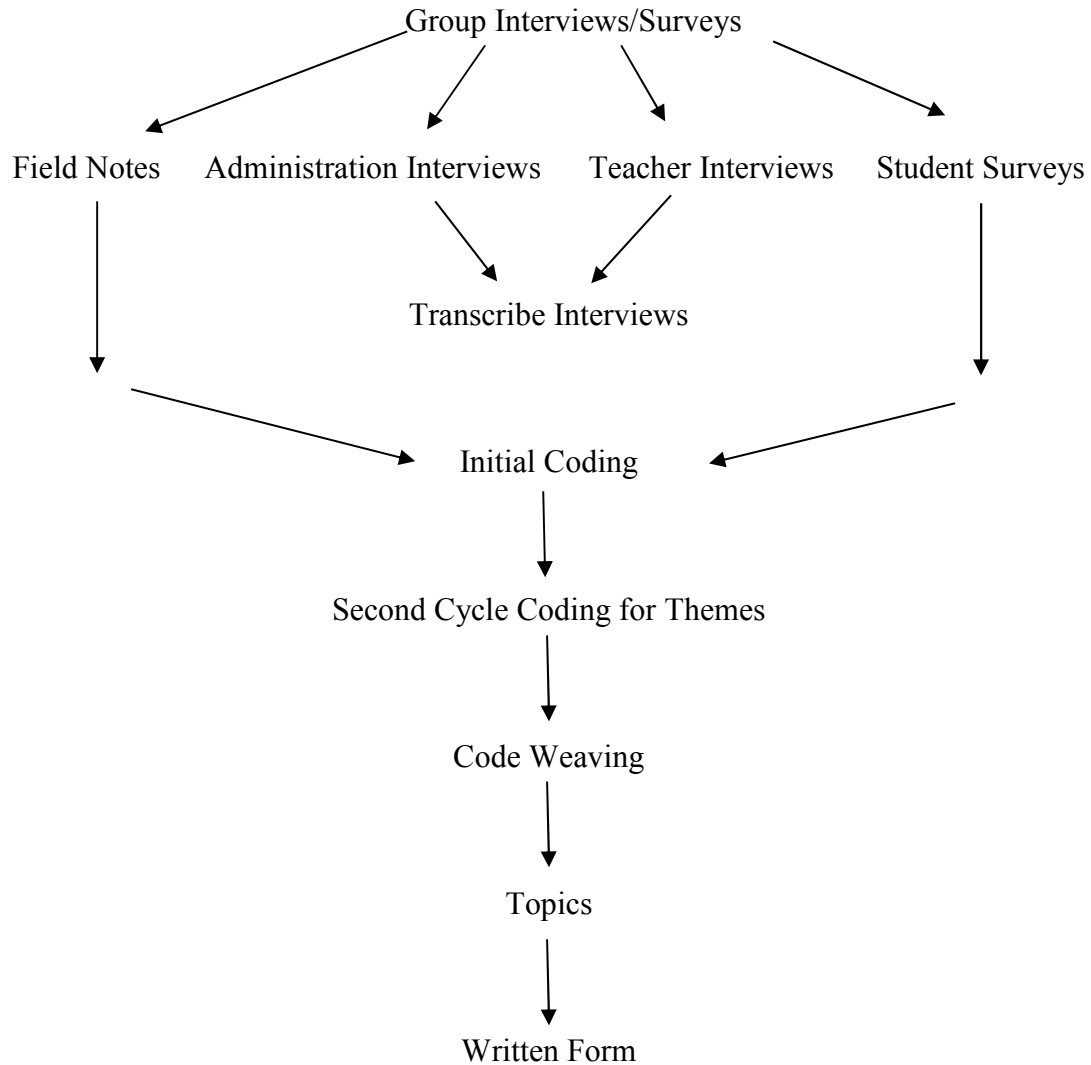 Group Interviews/Surveys
Field Notes Administration Interviews Teacher Interviews Student Surveys
Transcribe Interviews
Initial Coding
Second Cycle Coding for Themes
Code Weaving
Topics
Written Form